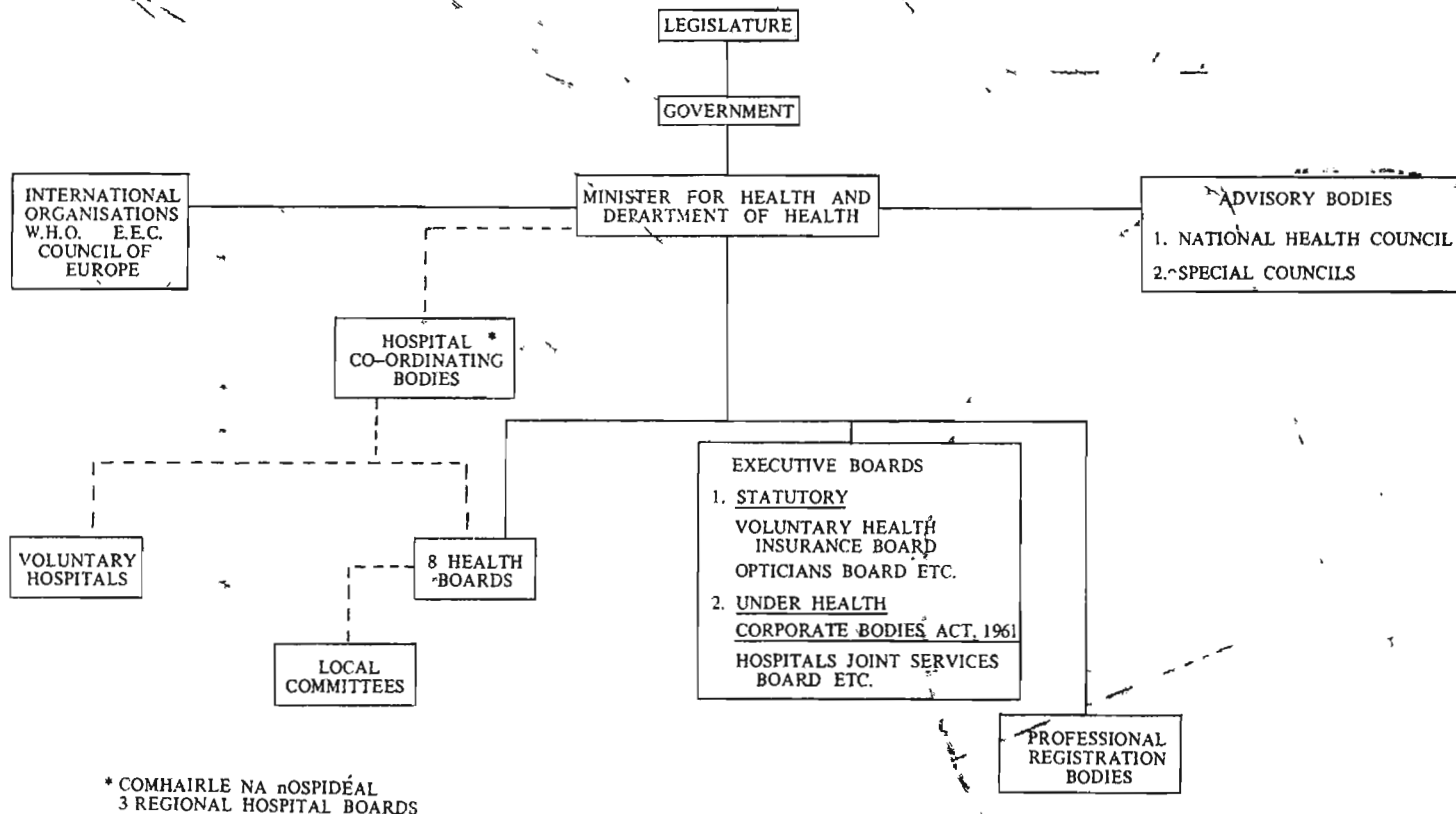 LEGISLATURE
GOVERNMENT
INTERNATIONAL
ORGANISATIONS
W.H.O. E.E.C.
COUNCIL OF
EUROPE
MINISTER FOR HEALTH AND
DEPARTMENT OF HEALTH
ADVISORY BODIES
1. NATIONAL HEALTH COUNCIL
2. SPECIAL COUNCILS
HOSPITAL *
CO-ORDINATING
BODIES
VOLUNTARY
HOSPITALS
8 HEALTH
BOARDS
LOCAL
COMMITTEES
EXECUTIVE BOARDS
1. STATUTORY
VOLUNTARY HEALTH
INSURANCE BOARD
OPTICIANS BOARD ETC.
2. UNDER HEALTH
CORPORATE BODIES ACT, 1961
HOSPITALS JOINT SERVICES
BOARD ETC.
PROFESSIONAL
REGISTRATION
BODIES
* COMHAIRLE NA nOSPIDÉAL
3 REGIONAL HOSPITAL BOARDS